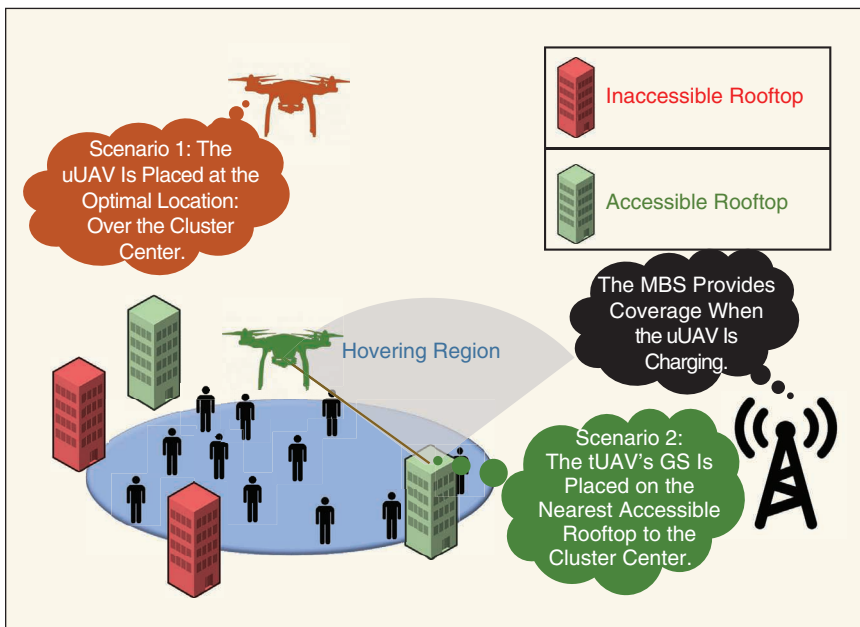 Scenario 1: The
uUAV Is Placed at the
Optimal Location:
Over the Cluster
Center.
Inaccessible Rooftop
Accessible Rooftop
The MBS Provides
Coverage When
the uUAV Is
Charging.
Hovering Region
Scenario 2:
The tUAV's GS Is
Placed on the
Nearest Accessible
Rooftop to the
Cluster Center.